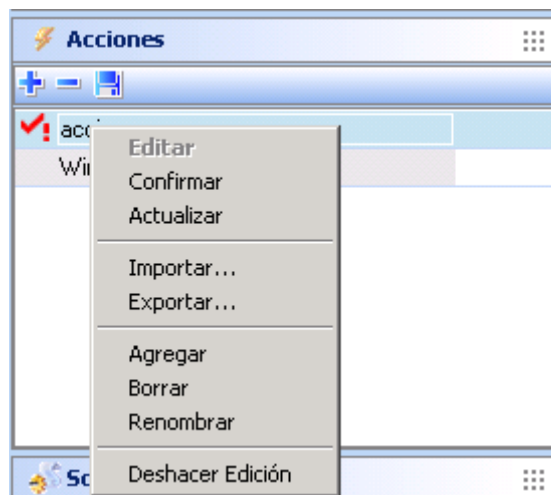 Acciones
Editar
Confirmar
Actualizar
Importar...
Exportar...
Agregar
Borrar
Renombrar
Deshacer Edición